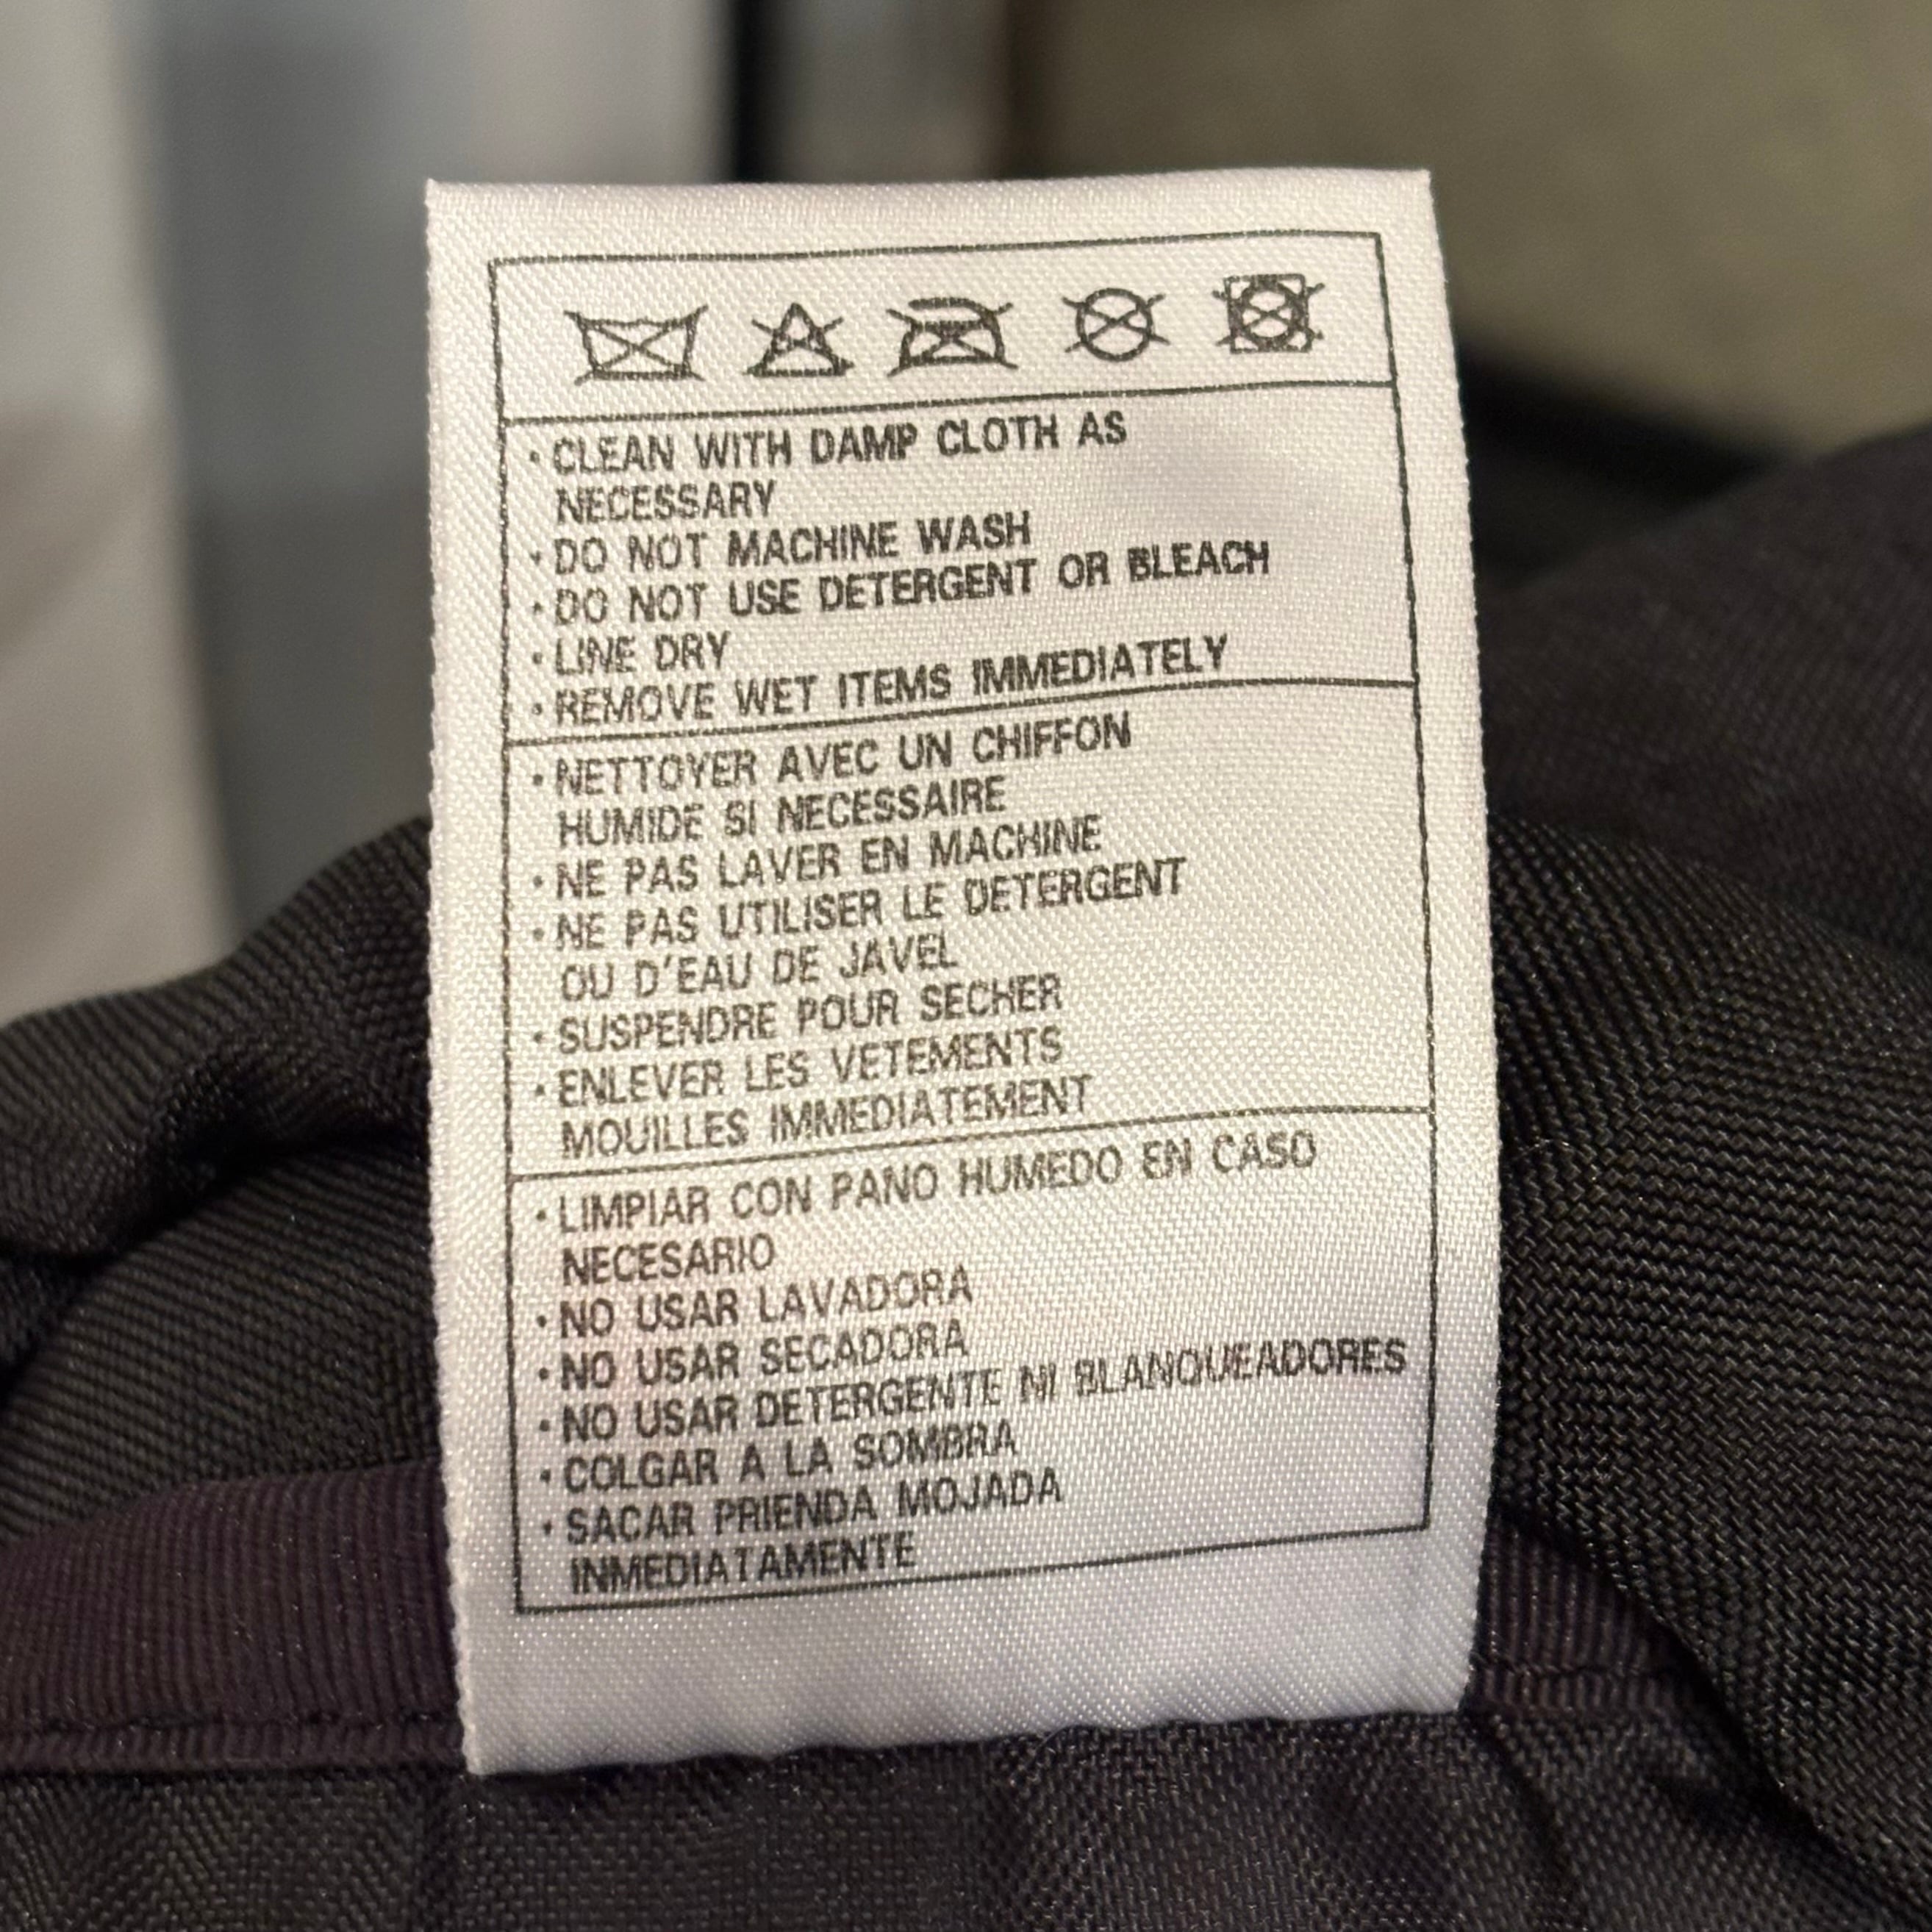 • CLEAN WITH DAMP CLOTH AS
NECESSARY
• DO NOT MACHINE WASH
• DO NOT USE DETERGENT OR BLEACH
• LINE DRY
• REMOVE WET ITEMS IMMEDIATELY
• NETTOYER AVEC UN CHIFFON
HUMIDE SI NECESSAIRE
• NE PAS LAVER EN MACHINE
• NE PAS UTILISER LE DETERGENT
OU D'EAU DE JAVEL
• SUSPENDRE POUR SECHER
• ENLEVER LES VETEMENTS
MOUILLES IMMEDIATEMENT
• LIMPIAR CON PANO HUMEDO EN CASO
NECESARIO
• NO USAR LAVADORA
• NO USAR SECADORA
• NO USAR DETERGENTE NI BLANQUEADORES
• COLGAR A LA SOMBRA
• SACAR PRIENDA MOJADA
INMEDIATAMENTE